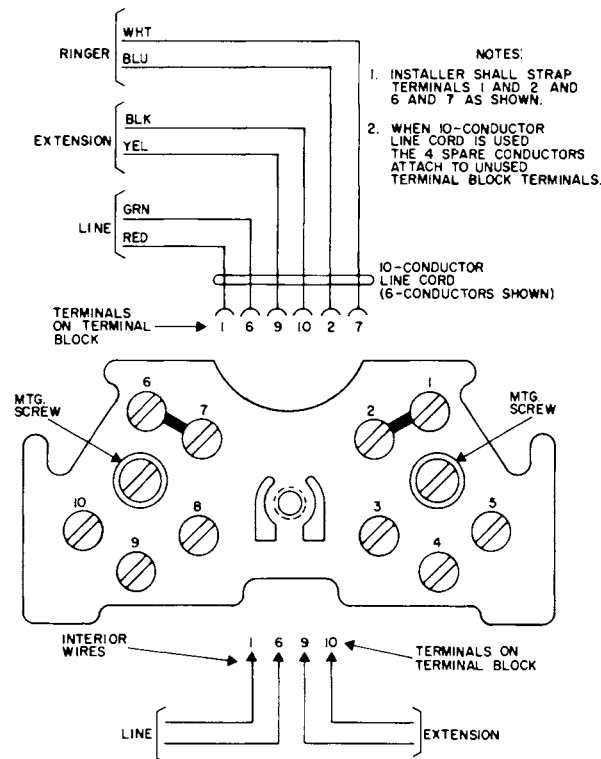 WHT
RINGER
BLU
BLK
EXTENSION
YEL
GRN
LINE
RED
NOTES:
1. INSTALLER SHALL STRAP
TERMINALS 1 AND 2 AND
6 AND 7 AS SHOWN.
2. WHEN 10-CONDUCTOR
LINE CORD IS USED
THE 4 SPARE CONDUCTORS
ATTACH TO UNUSED
TERMINAL BLOCK TERMINALS.
10-CONDUCTOR
LINE CORD
(6-CONDUCTORS SHOWN)
TERMINALS
ON TERMINAL
BLOCK
1 6 9 10 2 7
MTG.
SCREW
6
7
1
2
MTG.
SCREW
10
9
8
3
4
5
INTERIOR
WIRES
1 6 9 10
TERMINALS ON
TERMINAL BLOCK
LINE
EXTENSION